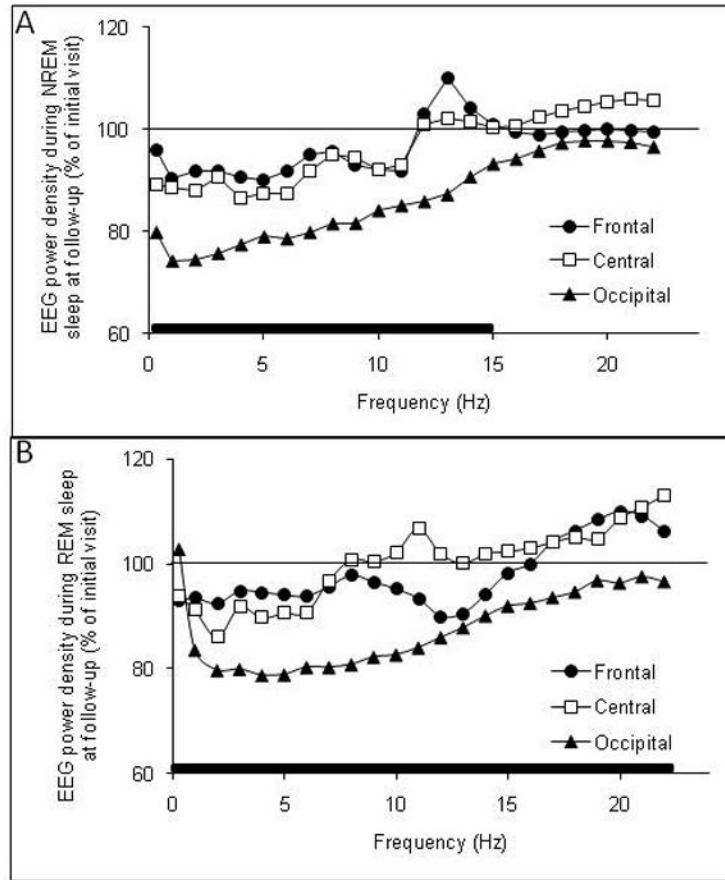 A
EEG power density during NREM
sleep at follow-up (% of initial visit)
120
100
80
60
0 5 10 15 20
Frequency (Hz)
Frontal
Central
Occipital
B
EEG power density during REM sleep
at follow-up (% of initial visit)
120
100
80
60
0 5 10 15 20
Frequency (Hz)
Frontal
Central
Occipital